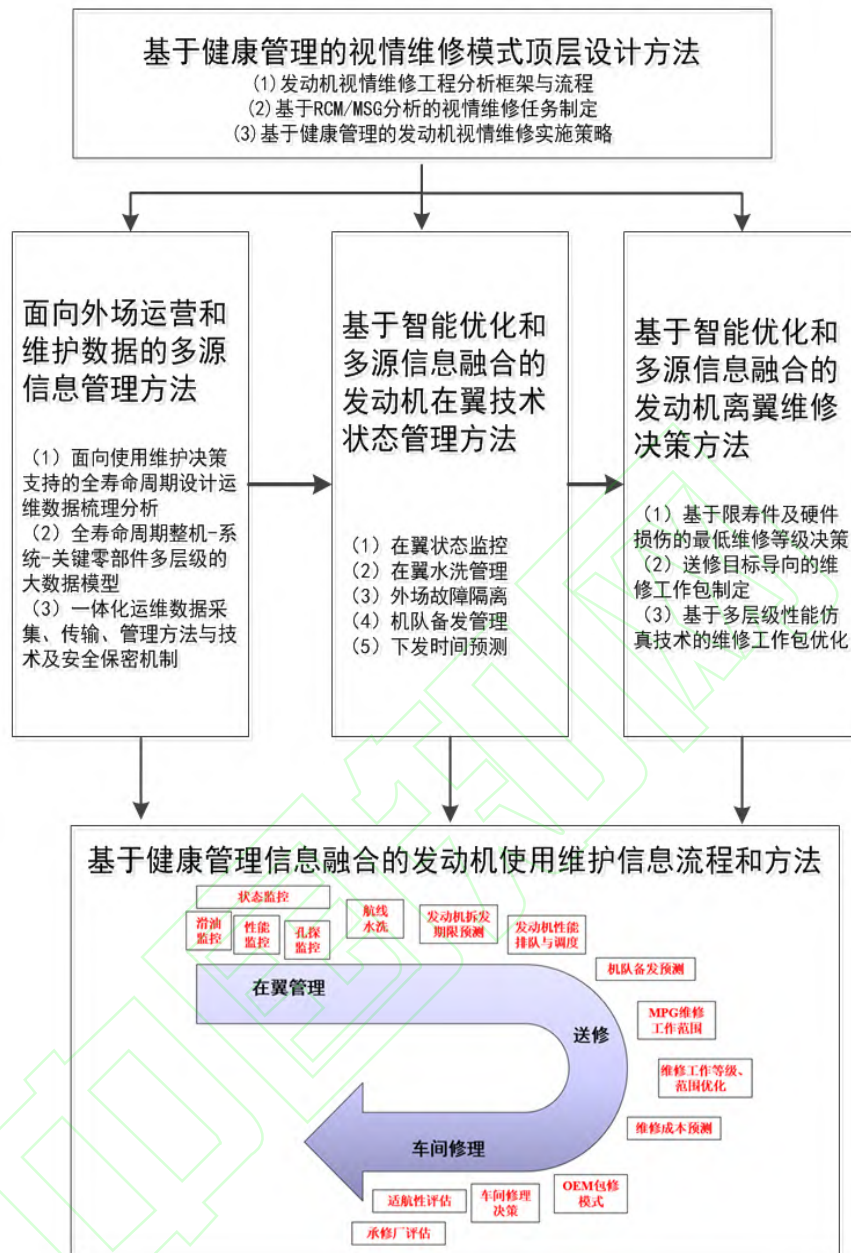 基于健康管理的视情维修模式顶层设计方法
(1)发动机视情维修工程分析框架与流程
(2)基于RCM/MSG分析的视情维修任务制定
(3)基于健康管理的发动机视情维修实施策略
面向外场运营和
维护数据的多源
信息管理方法
（1）面向使用维护决策
支持的全寿命周期设计运
维数据梳理分析
（2）全寿命周期整机-系
统-关键零部件多层级的
大数据模型
（3）一体化运维数据采
集、传输、管理方法与技
术及安全保密机制
基于智能优化和
多源信息融合的
发动机在翼技术
状态管理方法
（1）在翼状态监控
（2）在翼水洗管理
（3）外场故障隔离
（4）机队备发管理
（5）下发时间预测
基于智能优化和
多源信息融合的
发动机离翼维修
决策方法
（1）基于限寿件及硬件
损伤的最低维修等级决策
（2）送修目标导向的维
修工作包制定
（3）基于多层级性能仿
真技术的维修工作包优化
基于健康管理信息融合的发动机使用维护信息流程和方法
状态监控
滑油
监控
性能
监控
孔探
监控
航线
水洗
发动机拆发
期限预测
发动机性能
排队与调度
机队备发预测
在翼管理
MPG维修
工作范围
送修
维修工作等级、
范围优化
维修成本预测
车间修理
OEM包修
模式
车间修理
决策
适航性评估
承修厂评估
中国知网